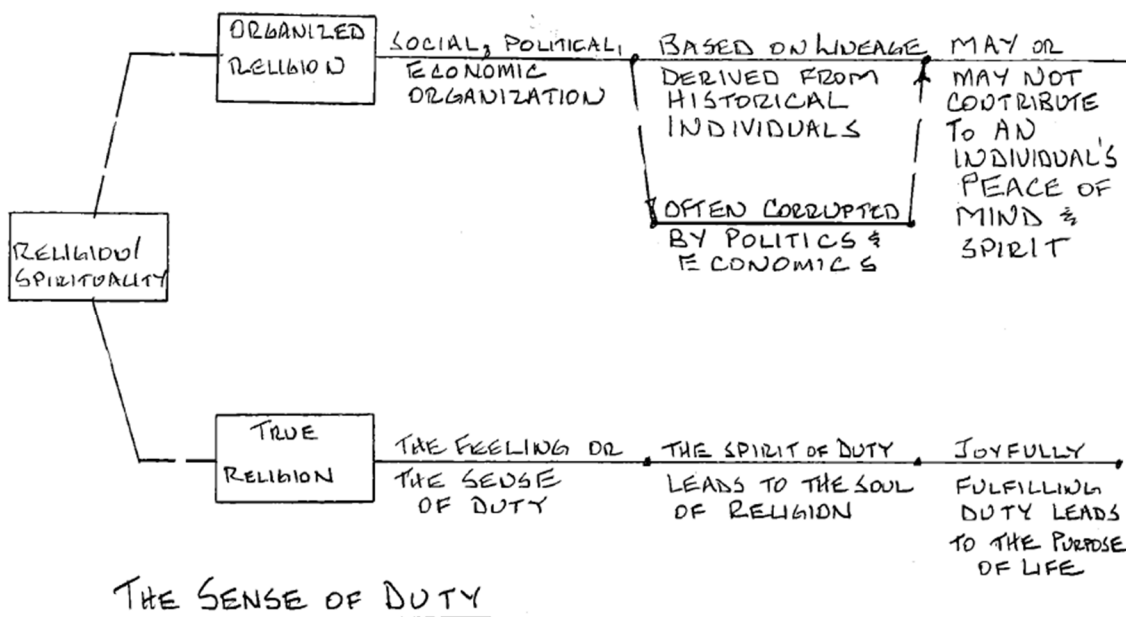 ORGANIZED
RELIGION
SOCIAL, POLITICAL,
ECONOMIC
ORGANIZATION
BASED ON LINEAGE
DERIVED FROM
HISTORICAL
INDIVIDUALS
MAY OR
MAY NOT
CONTRIBUTE
TO AN
INDIVIDUAL'S
PEACE OF
MIND &
SPIRIT
OFTEN CORRUPTED
BY POLITICS &
ECONOMICS
RELIGION/
SPIRITUALITY
TRUE
RELIGION
THE FEELING OR
THE SENSE
OF DUTY
THE SPIRIT OF DUTY
LEADS TO THE SOUL
OF RELIGION
JOYFULLY
FULFILLING
DUTY LEADS
TO THE PURPOSE
OF LIFE
THE SENSE OF DUTY